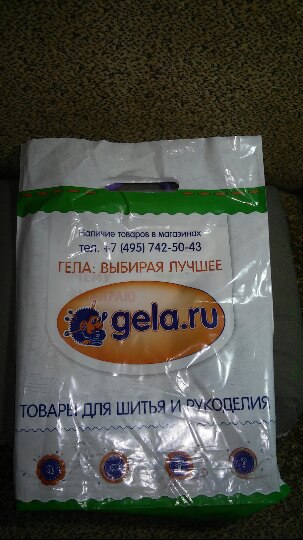 Наличие товаров в магазинах
тел. +7 (495) 742-50-43
ГЕЛА: ВЫБИРАЯ ЛУЧШЕЕ
gela.ru
ТОВАРЫ ДЛЯ ШИТЬЯ И РУКОДЕЛИЯ